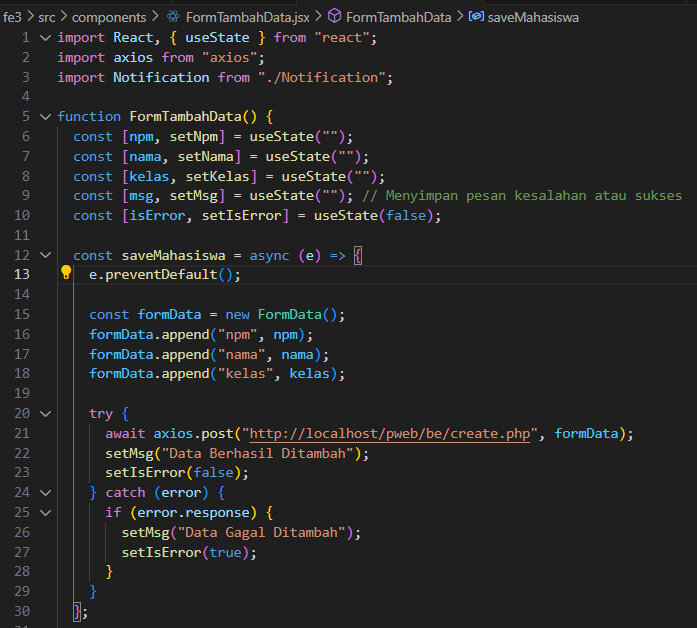 fe3 > src > components > FormTambahData.jsx > FormTambahData > saveMahasiswa
1 import React, { useState } from "react";
2 import axios from "axios";
3 import Notification from "./Notification";
4
5 function FormTambahData() {
6 const [npm, setNpm] = useState("");
7 const [nama, setNama] = useState("");
8 const [kelas, setKelas] = useState("");
9 const [msg, setMsg] = useState(""); // Menyimpan pesan kesalahan atau sukses
10 const [isError, setIsError] = useState(false);
11
12 const saveMahasiswa = async (e) => {
13 e.preventDefault();
14
15 const formData = new FormData();
16 formData.append("npm", npm);
17 formData.append("nama", nama);
18 formData.append("kelas", kelas);
19
20 try {
21 await axios.post("http://localhost/pweb/be/create.php", formData);
22 setMsg("Data Berhasil Ditambah");
23 setIsError(false);
24 } catch (error) {
25 if (error.response) {
26 setMsg("Data Gagal Ditambah");
27 setIsError(true);
28 }
29 }
30 };